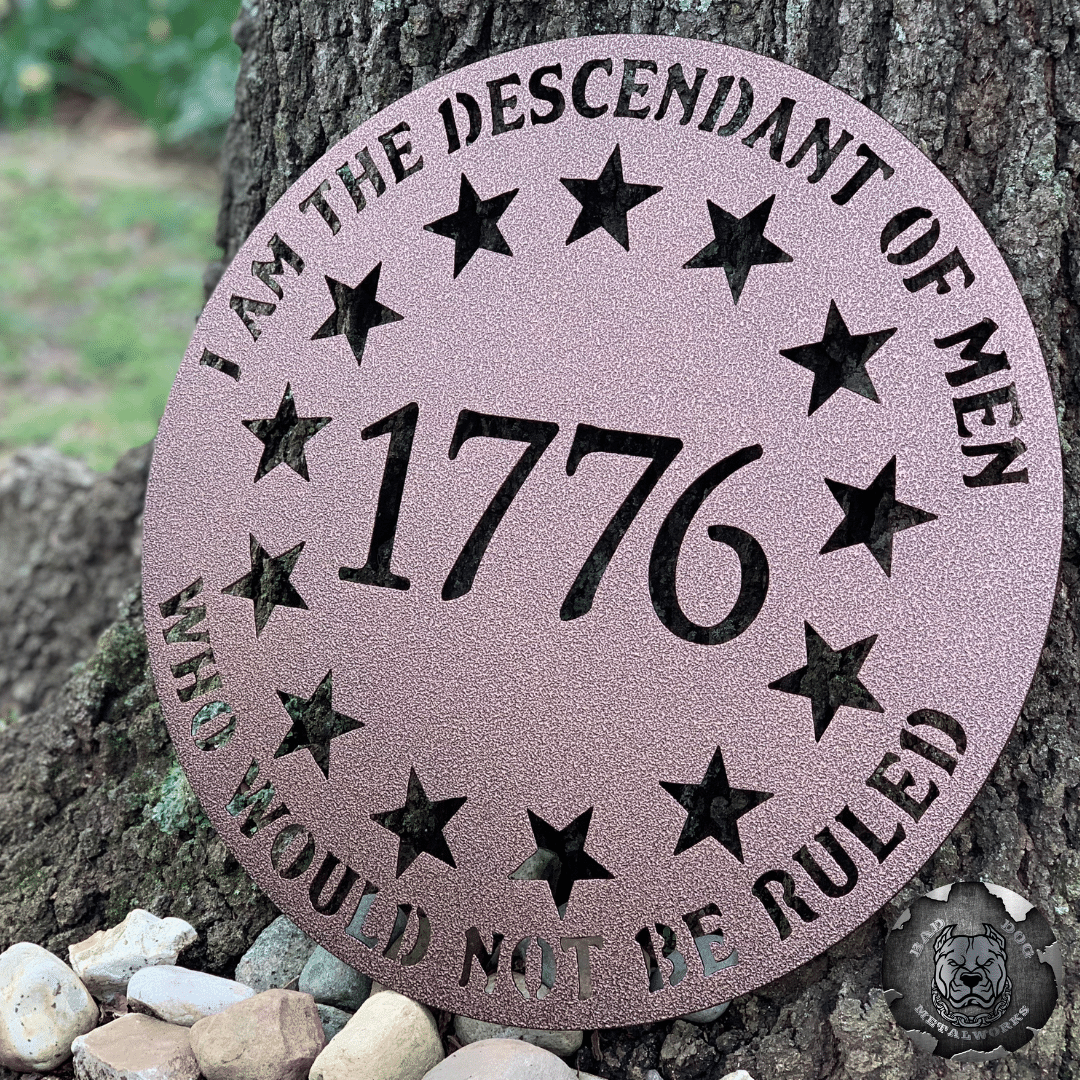 I AM THE DESCENDANT OF MEN
1776
WHO WOULD NOT BE RULED
BAD DOG
METALWORKS